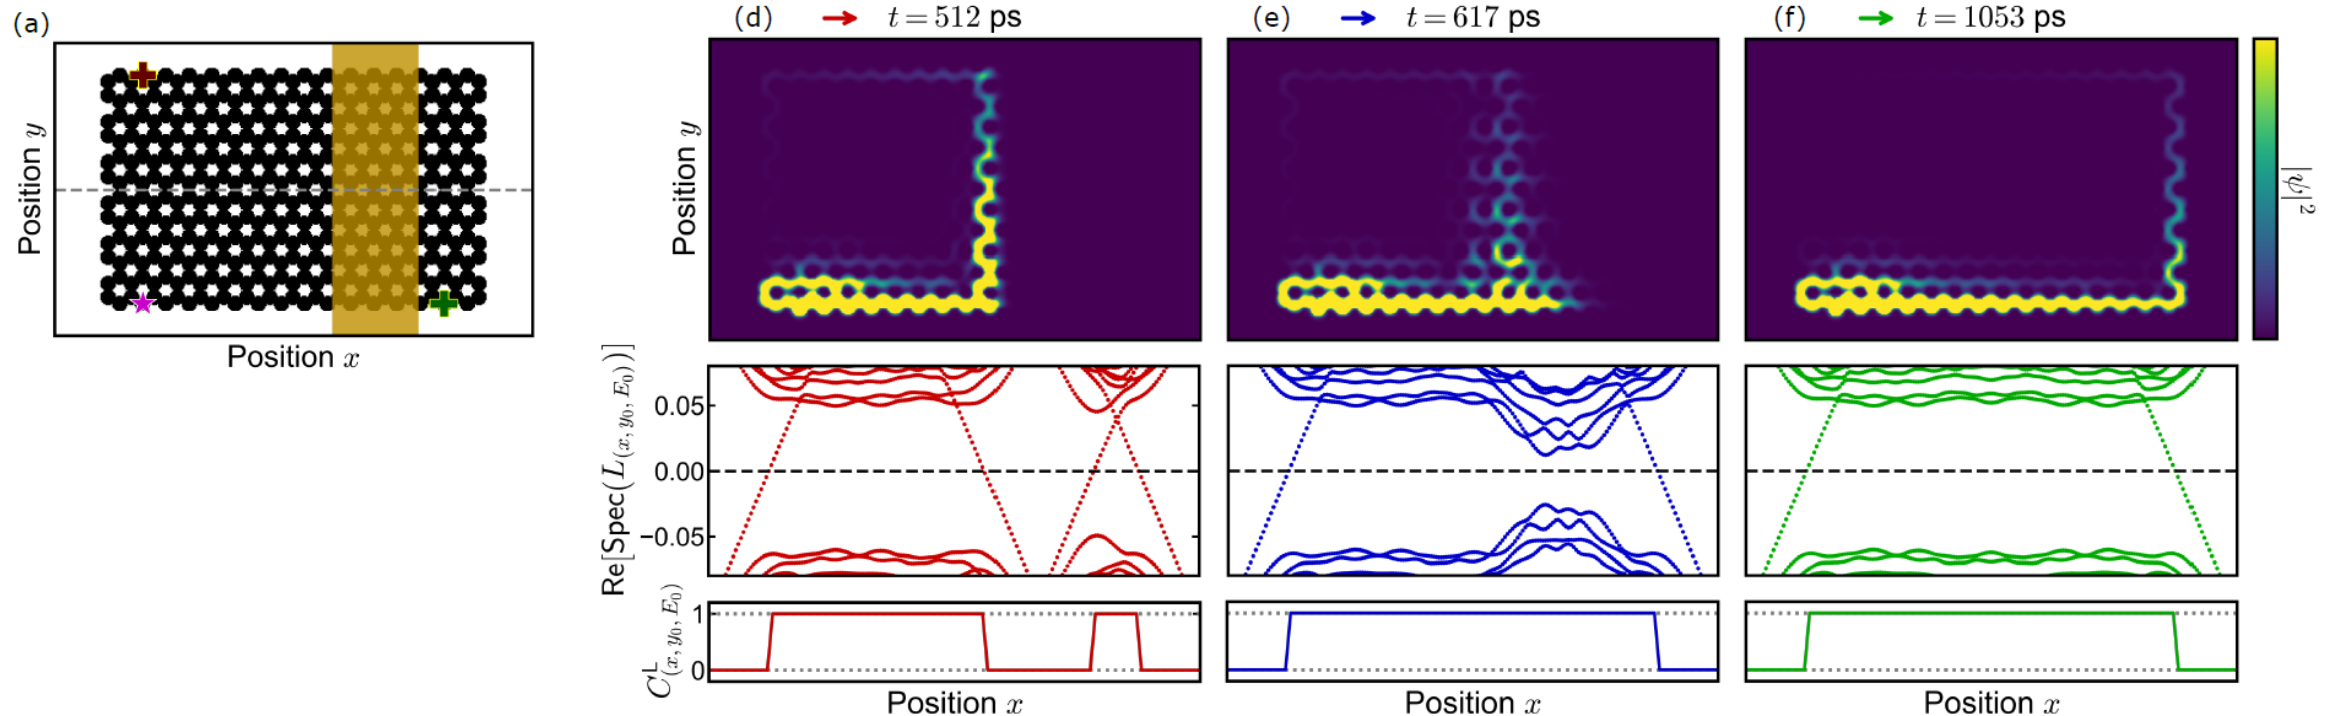 (a)
Position y
Position x
(d) t = 512 ps
(e) t = 617 ps
(f) t = 1053 ps
Position y
|ψ|²
Re[Spec(L₍ₓ, y₀, E₀₎)]
0.05
0.00
−0.05
C^L_(x, y₀, E₀)
1
0
Position x
Position x
Position x